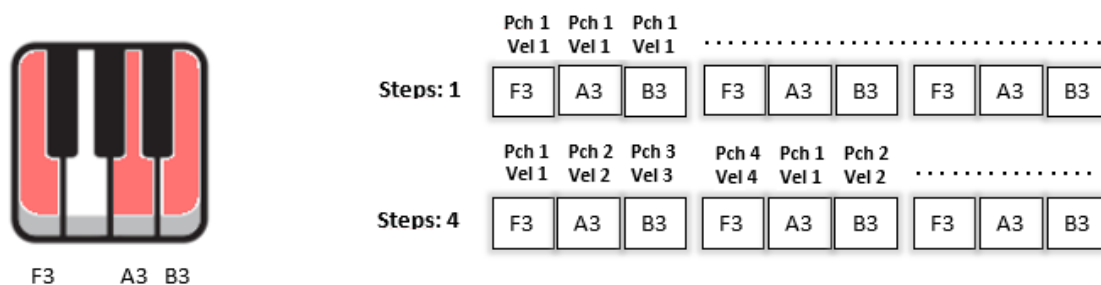 Pch 1 Pch 1 Pch 1
Vel 1 Vel 1 Vel 1 ........................................
Steps: 1 F3 A3 B3 F3 A3 B3 F3 A3 B3
Pch 1 Pch 2 Pch 3 Pch 4 Pch 1 Pch 2
Vel 1 Vel 2 Vel 3 Vel 4 Vel 1 Vel 2 ..................
Steps: 4 F3 A3 B3 F3 A3 B3 F3 A3 B3
F3 A3 B3